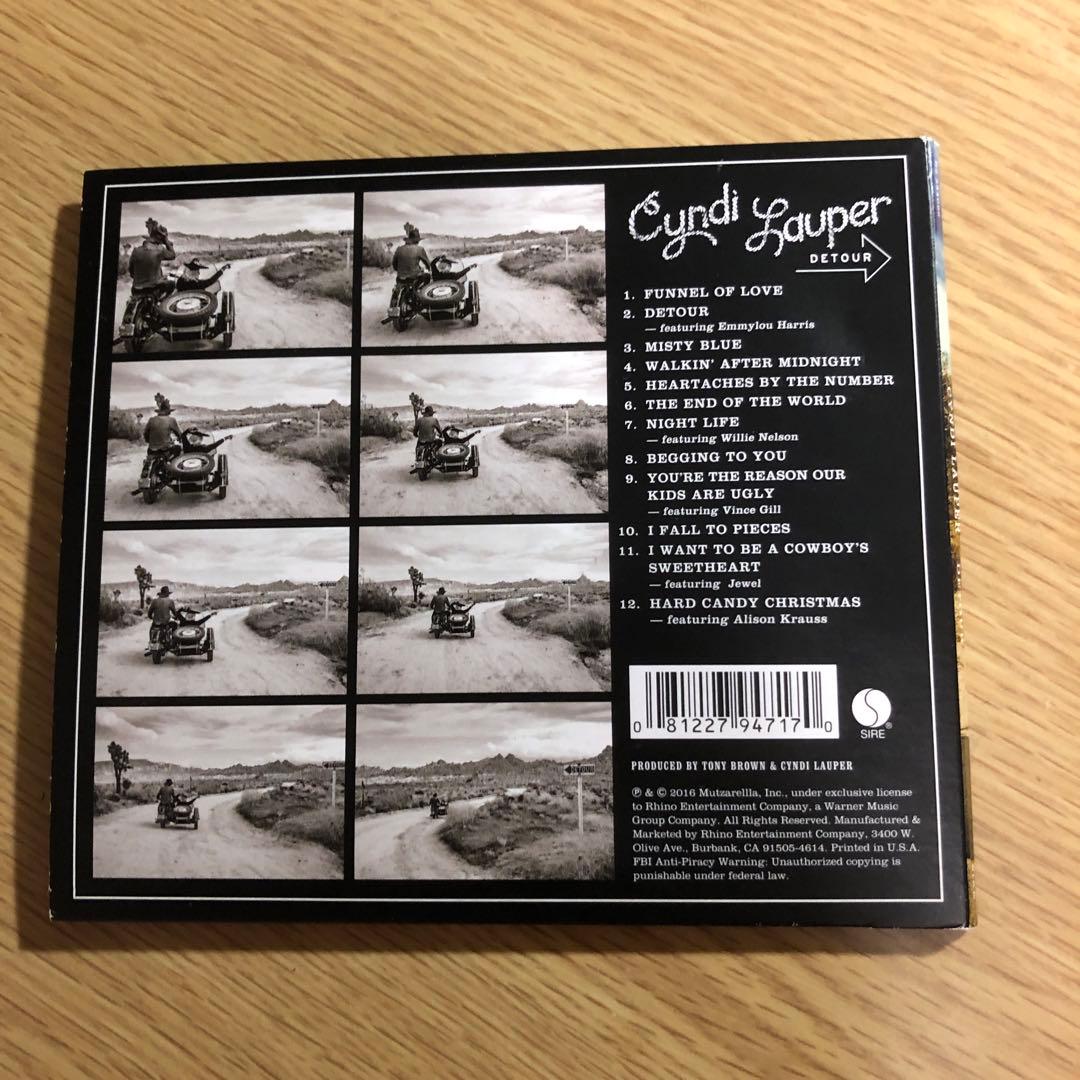 Cyndi Lauper
DETOUR
1. FUNNEL OF LOVE
2. DETOUR
— featuring Emmylou Harris
3. MISTY BLUE
4. WALKIN' AFTER MIDNIGHT
5. HEARTACHES BY THE NUMBER
6. THE END OF THE WORLD
7. NIGHT LIFE
— featuring Willie Nelson
8. BEGGING TO YOU
9. YOU'RE THE REASON OUR
KIDS ARE UGLY
— featuring Vince Gill
10. I FALL TO PIECES
11. I WANT TO BE A COWBOY'S
SWEETHEART
— featuring Jewel
12. HARD CANDY CHRISTMAS
— featuring Alison Krauss
0 81227 94717 0
SIRE®
PRODUCED BY TONY BROWN & CYNDI LAUPER
℗ & © 2016 Mutzarellla, Inc., under exclusive license
to Rhino Entertainment Company, a Warner Music
Group Company. All Rights Reserved. Manufactured &
Marketed by Rhino Entertainment Company, 3400 W.
Olive Ave., Burbank, CA 91505-4614. Printed in U.S.A.
FBI Anti-Piracy Warning: Unauthorized copying is
punishable under federal law.
DETOUR